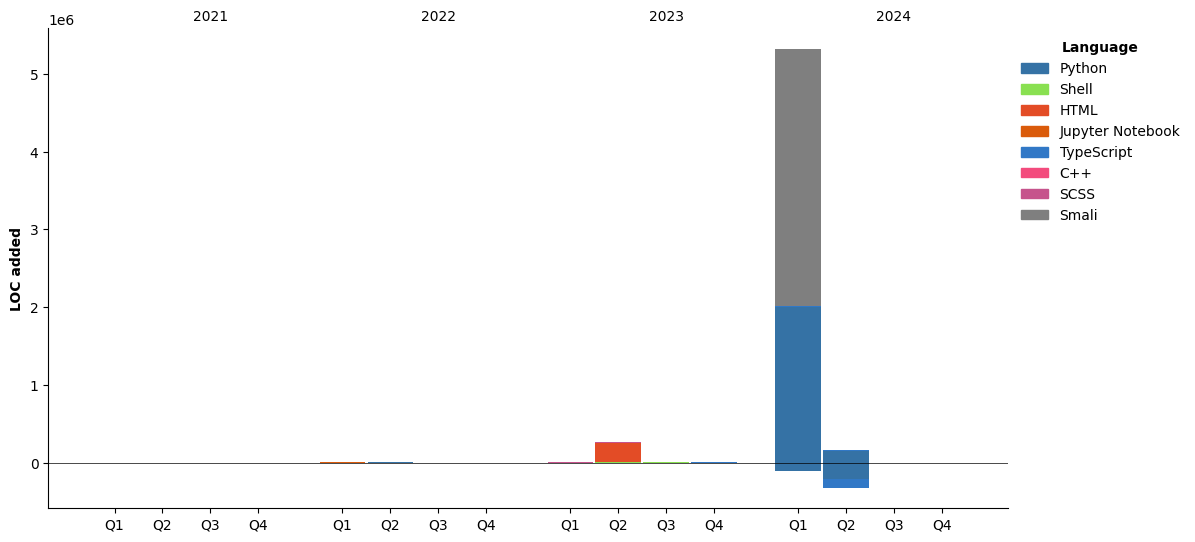 1e6
2021 2022 2023 2024
5
4
3
2
1
0
LOC added
Q1 Q2 Q3 Q4 Q1 Q2 Q3 Q4 Q1 Q2 Q3 Q4 Q1 Q2 Q3 Q4
Language
Python
Shell
HTML
Jupyter Notebook
TypeScript
C++
SCSS
Smali